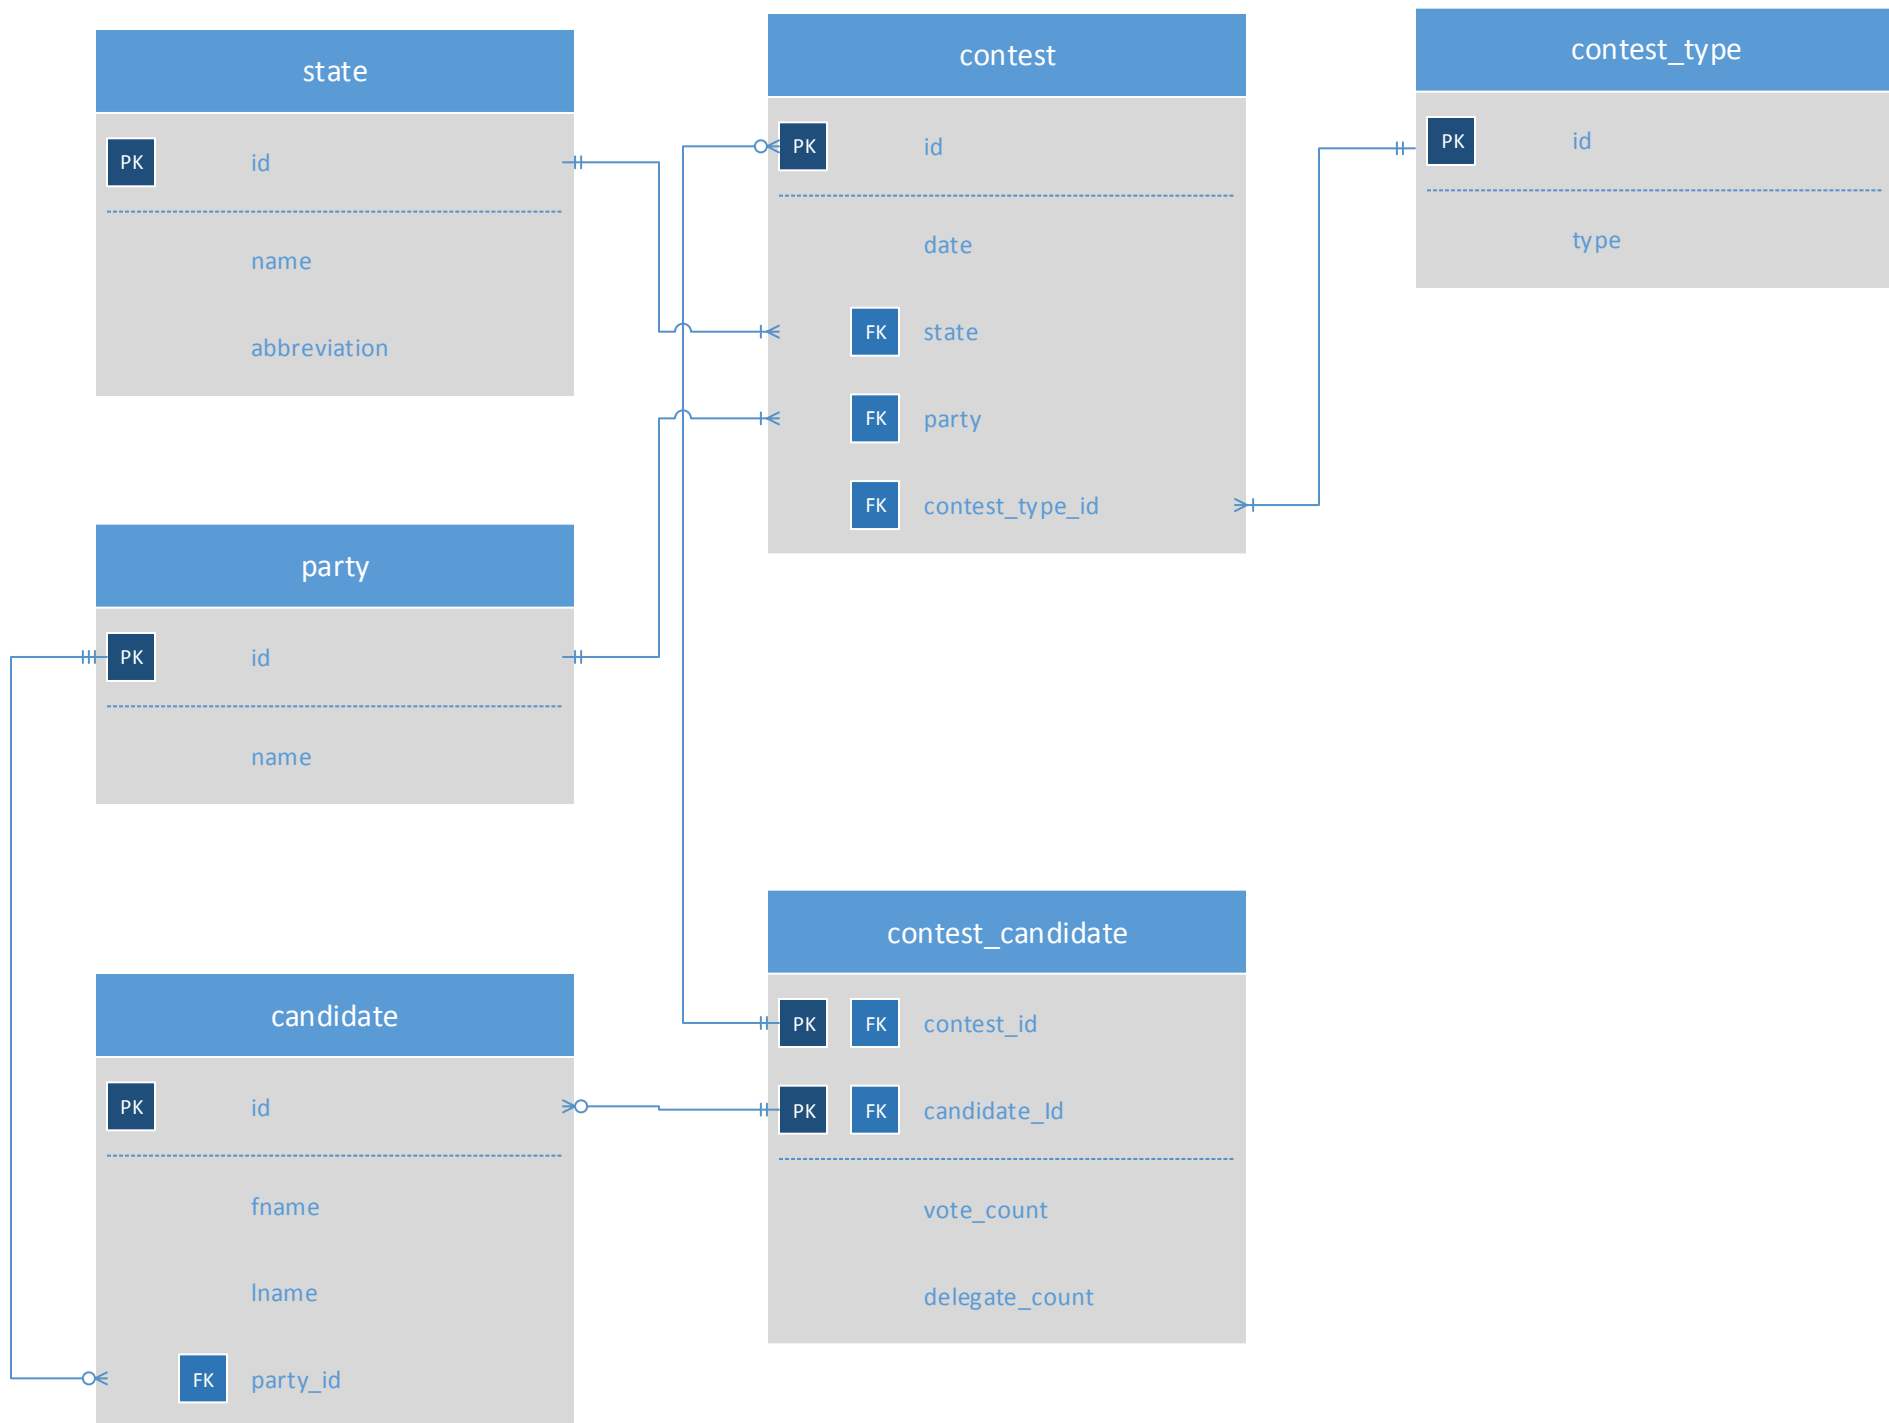 state
PK id
name
abbreviation
contest
PK id
date
FK state
FK party
FK contest_type_id
contest_type
PK id
type
party
PK id
name
candidate
PK id
fname
lname
FK party_id
contest_candidate
PK FK contest_id
PK FK candidate_Id
vote_count
delegate_count